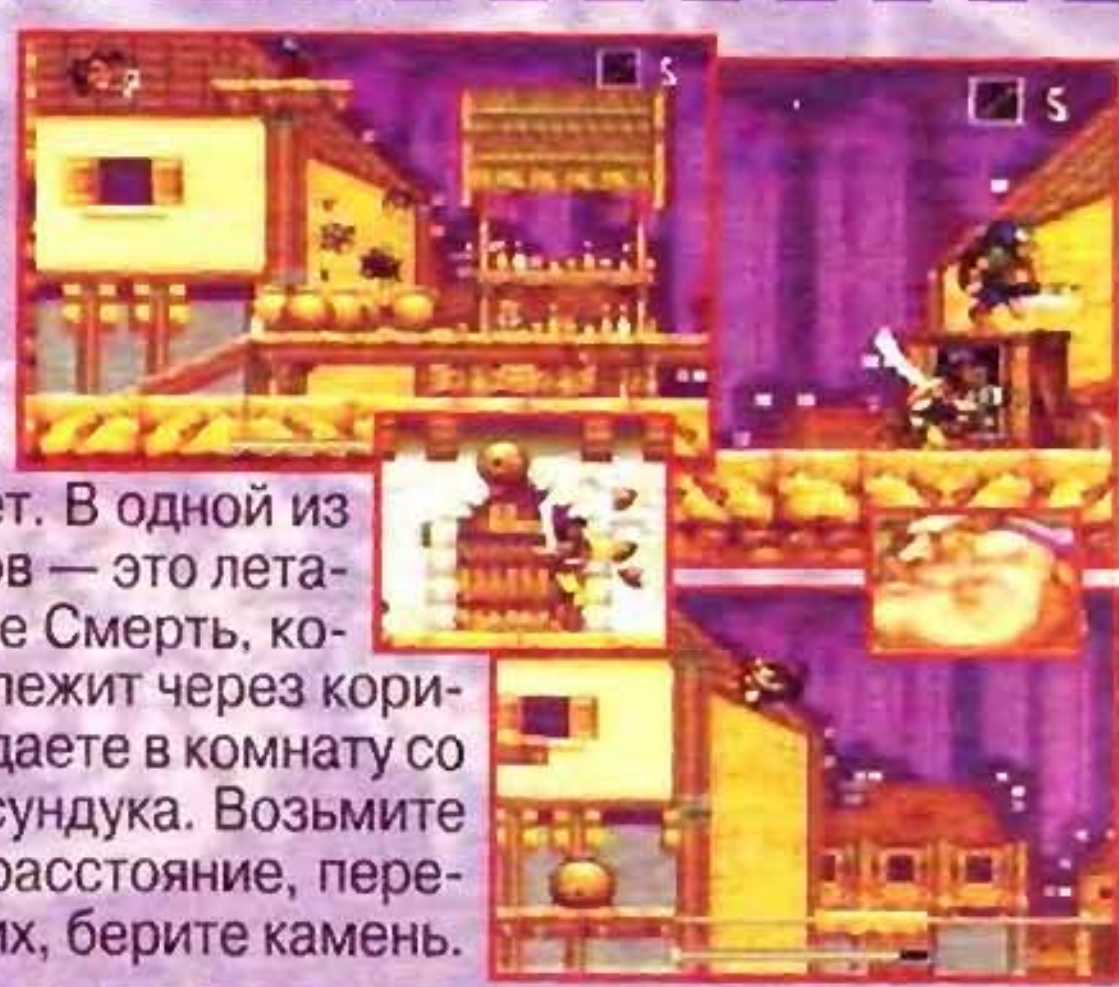 ет. В одной из
ов — это лета-
е Смерть, ко-
лежит через кори-
даете в комнату со
сундука. Возьмите
расстояние, пере-
их, берите камень.